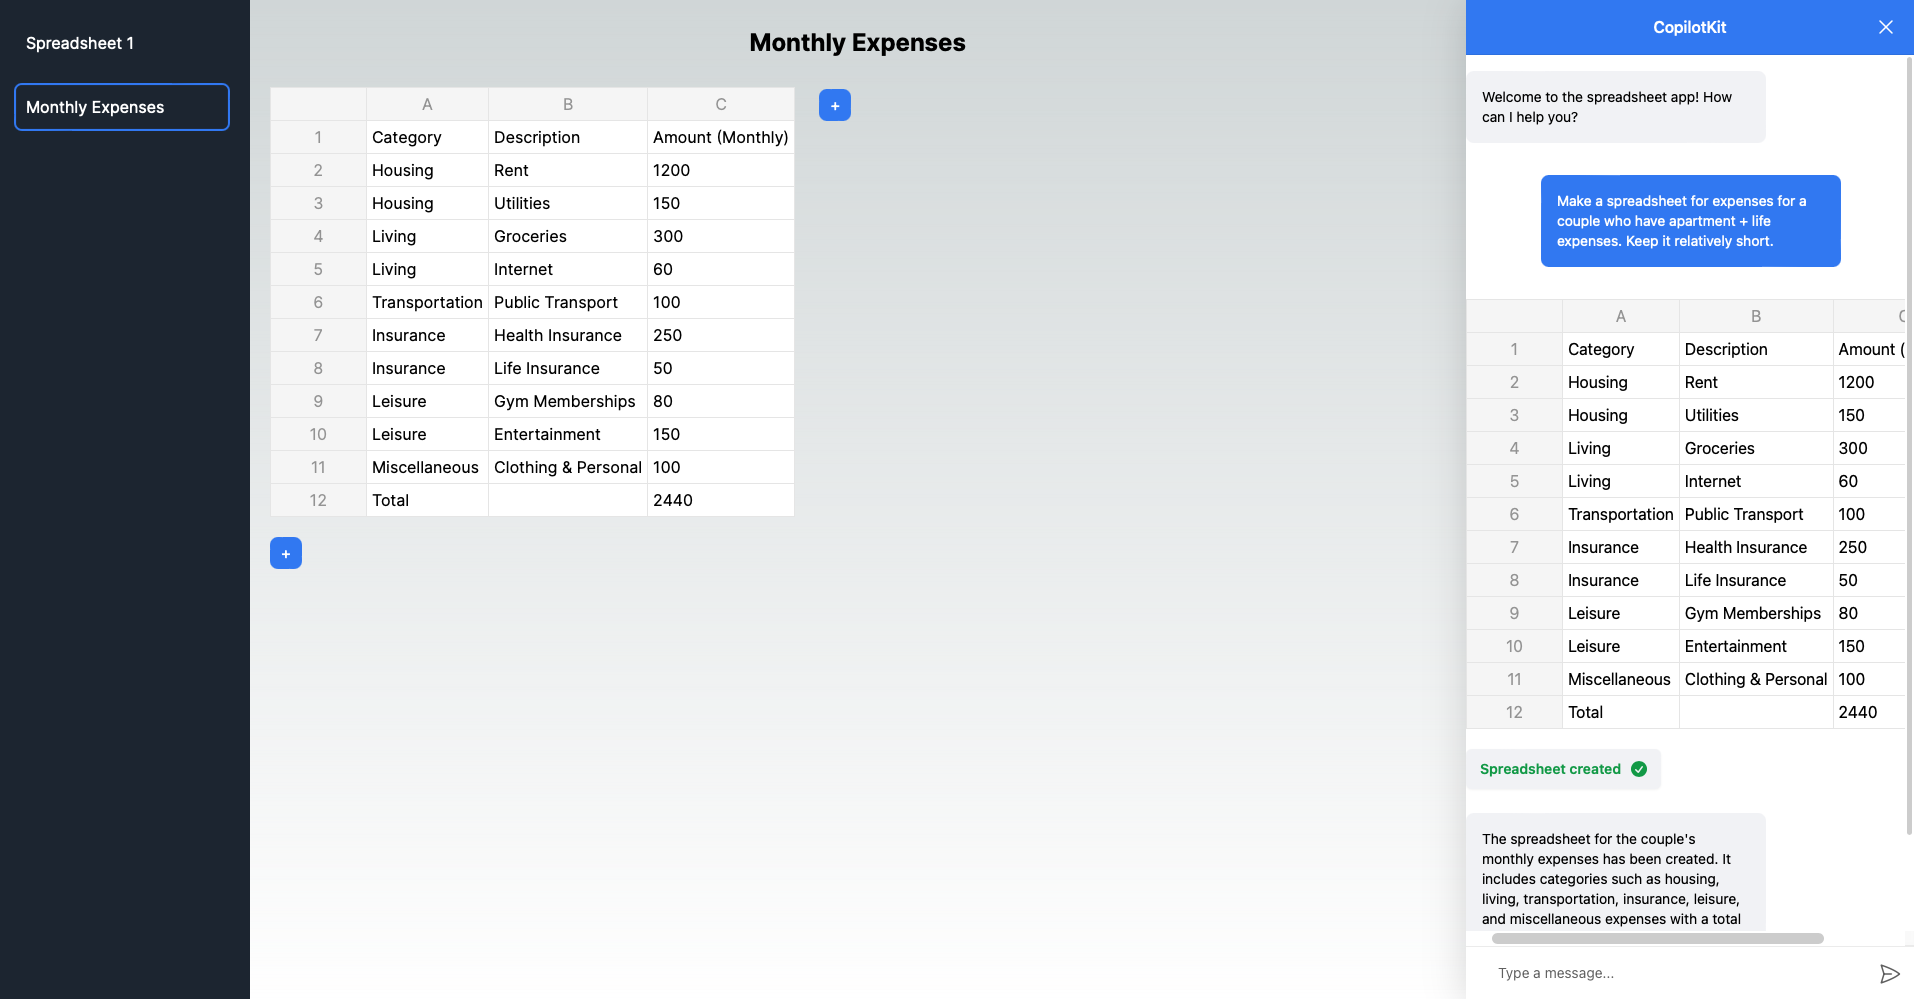 Spreadsheet 1
Monthly Expenses
Monthly Expenses
A B C
1 Category Description Amount (Monthly)
2 Housing Rent 1200
3 Housing Utilities 150
4 Living Groceries 300
5 Living Internet 60
6 Transportation Public Transport 100
7 Insurance Health Insurance 250
8 Insurance Life Insurance 50
9 Leisure Gym Memberships 80
10 Leisure Entertainment 150
11 Miscellaneous Clothing & Personal 100
12 Total 2440
+
+
CopilotKit
Welcome to the spreadsheet app! How
can I help you?
Make a spreadsheet for expenses for a
couple who have apartment + life
expenses. Keep it relatively short.
A B C
1 Category Description Amount (
2 Housing Rent 1200
3 Housing Utilities 150
4 Living Groceries 300
5 Living Internet 60
6 Transportation Public Transport 100
7 Insurance Health Insurance 250
8 Insurance Life Insurance 50
9 Leisure Gym Memberships 80
10 Leisure Entertainment 150
11 Miscellaneous Clothing & Personal 100
12 Total 2440
Spreadsheet created
The spreadsheet for the couple's
monthly expenses has been created. It
includes categories such as housing,
living, transportation, insurance, leisure,
and miscellaneous expenses with a total
Type a message...